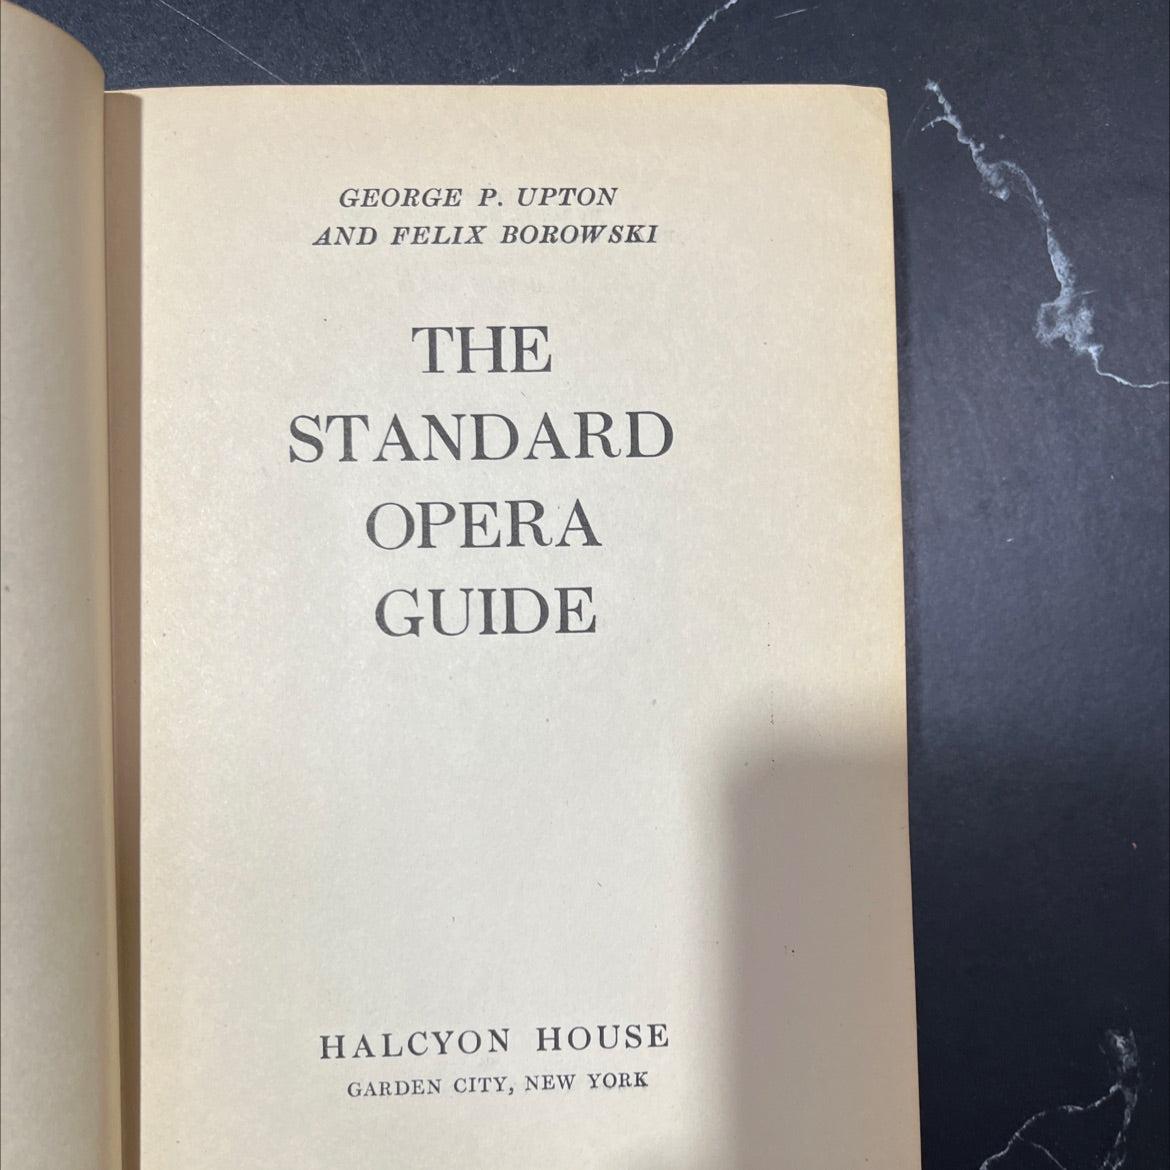 GEORGE P. UPTON
AND FELIX BOROWSKI
THE
STANDARD
OPERA
GUIDE
HALCYON HOUSE
GARDEN CITY, NEW YORK